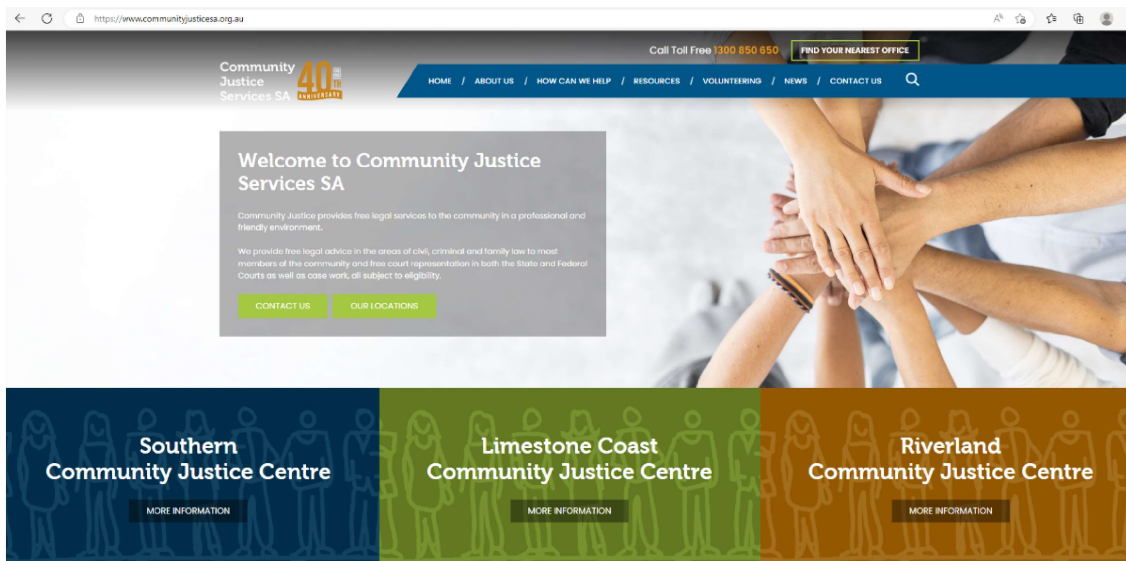 https://www.communityjusticesa.org.au
Call Toll Free 1300 850 650
FIND YOUR NEAREST OFFICE
Community
Justice
Services SA
40
TH
ANNIVERSARY
HOME / ABOUT US / HOW CAN WE HELP / RESOURCES / VOLUNTEERING / NEWS / CONTACT US
Welcome to Community Justice
Services SA
Community Justice provides free legal services to the community in a professional and
friendly environment.
We provide free legal advice in the areas of civil, criminal and family law to most
members of the community and free court representation in both the State and Federal
Courts as well as case work, all subject to eligibility.
CONTACT US
OUR LOCATIONS
Southern
Community Justice Centre
MORE INFORMATION
Limestone Coast
Community Justice Centre
MORE INFORMATION
Riverland
Community Justice Centre
MORE INFORMATION